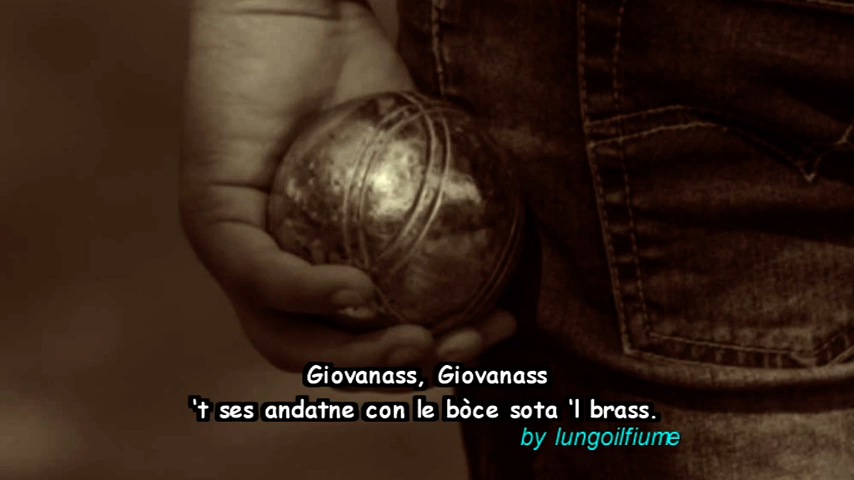 Giovanass, Giovanass
't ses andatne con le bòce sota 'l brass.
by lungoilfiume